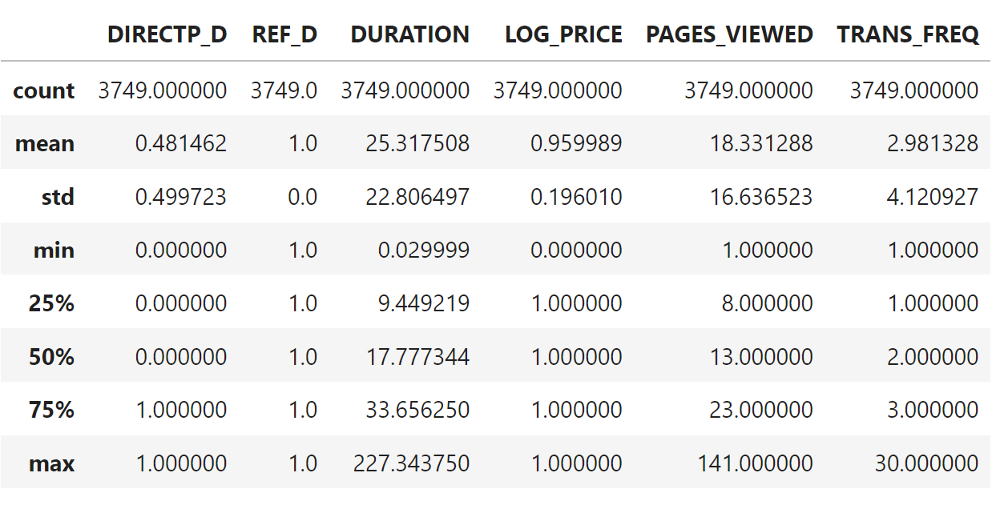 DIRECTP_D REF_D DURATION LOG_PRICE PAGES_VIEWED TRANS_FREQ
count 3749.000000 3749.0 3749.000000 3749.000000 3749.000000 3749.000000
mean 0.481462 1.0 25.317508 0.959989 18.331288 2.981328
std 0.499723 0.0 22.806497 0.196010 16.636523 4.120927
min 0.000000 1.0 0.029999 0.000000 1.000000 1.000000
25% 0.000000 1.0 9.449219 1.000000 8.000000 1.000000
50% 0.000000 1.0 17.777344 1.000000 13.000000 2.000000
75% 1.000000 1.0 33.656250 1.000000 23.000000 3.000000
max 1.000000 1.0 227.343750 1.000000 141.000000 30.000000